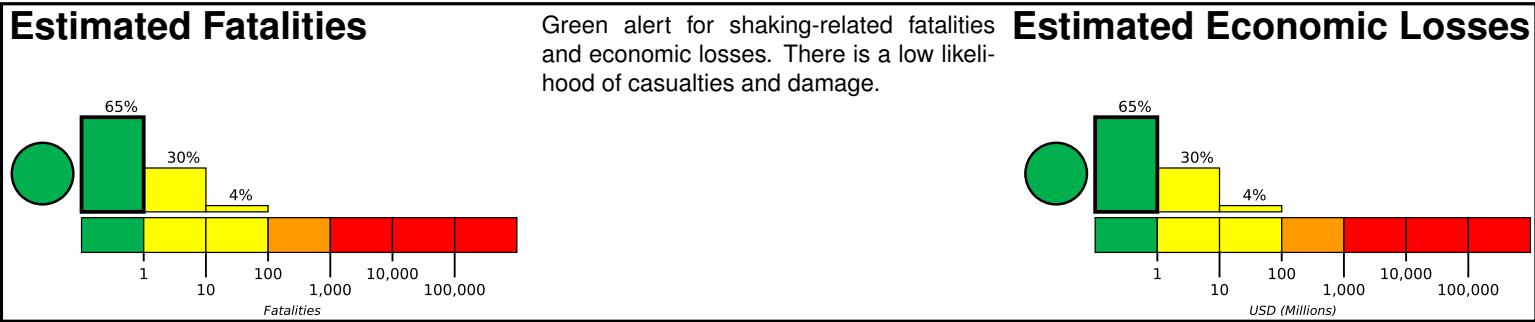 Estimated Fatalities
65%
30%
4%
1
10
100
1,000
10,000
100,000
Fatalities
Green alert for shaking-related fatalities
and economic losses. There is a low likeli-
hood of casualties and damage.
Estimated Economic Losses
65%
30%
4%
1
10
100
1,000
10,000
100,000
USD (Millions)